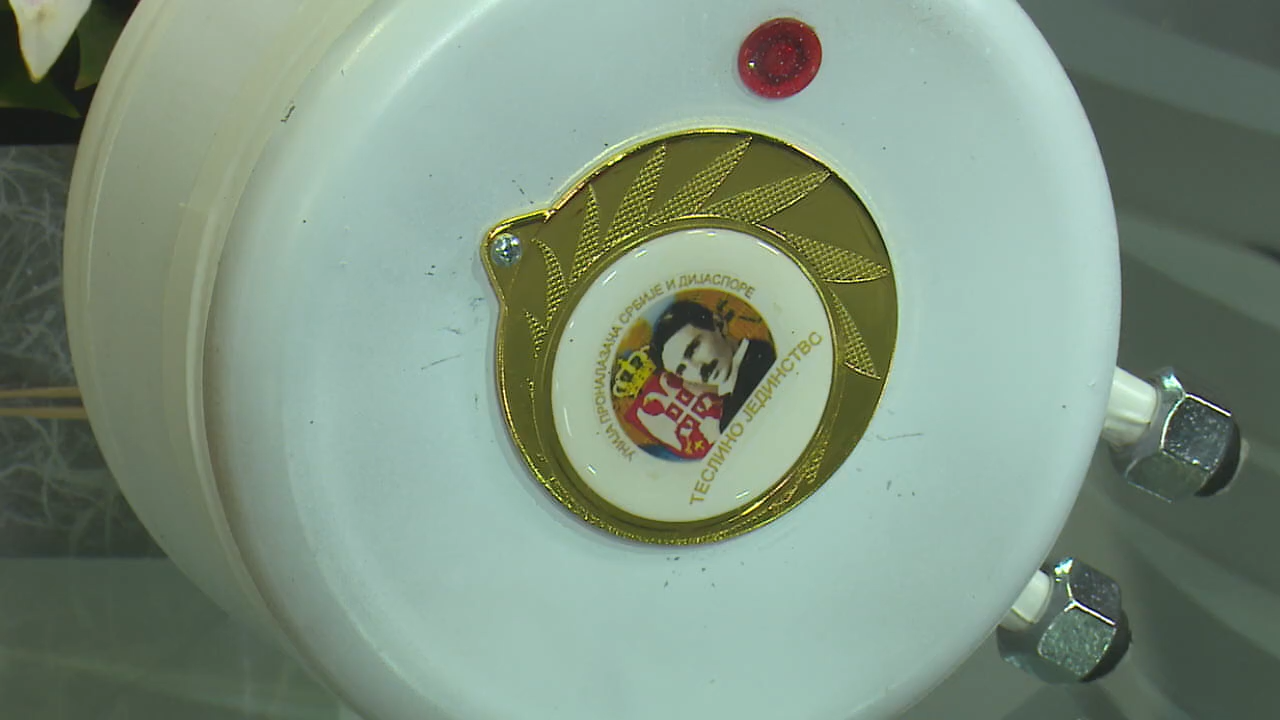 УНИЈА ПРОНАЛАЗАЧА СРБИЈЕ И ДИЈАСПОРЕ
ТЕСЛИНО ЈЕДИНСТВО